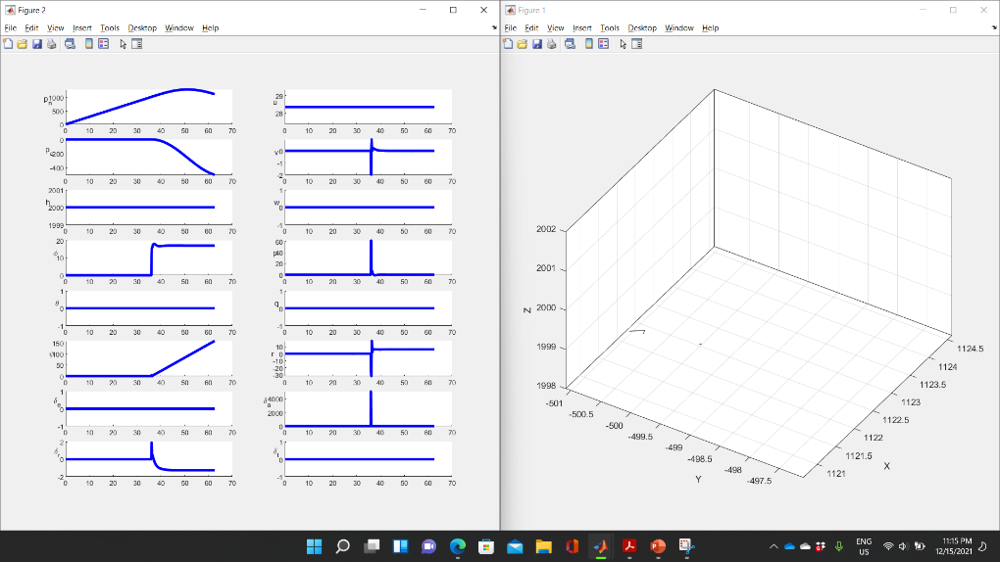 Figure 2
File Edit View Insert Tools Desktop Window Help
1000
500
0
0 10 20 30 40 50 60 70
29
28
0 10 20 30 40 50 60 70
-200
-400
0 10 20 30 40 50 60 70
0
-1
-2
0 10 20 30 40 50 60 70
h
2001
2000
1999
0 10 20 30 40 50 60 70
w
1
0
-1
0 10 20 30 40 50 60 70
20
10
0
0 10 20 30 40 50 60 70
60
40
20
0
0 10 20 30 40 50 60 70
θ
1
0
-1
0 10 20 30 40 50 60 70
q
1
0
-1
0 10 20 30 40 50 60 70
150
100
50
0
0 10 20 30 40 50 60 70
r
10
0
-10
-20
-30
0 10 20 30 40 50 60 70
δe
1
0
-1
0 10 20 30 40 50 60 70
δa
4000
2000
0
0 10 20 30 40 50 60 70
2
0
-2
0 10 20 30 40 50 60 70
1
0
-1
0 10 20 30 40 50 60 70
Figure 1
File Edit View Insert Tools Desktop Window Help
Z
2002
2001
2000
1999
1998
-501
-500.5
-500
-499.5
-499
-498.5
-498
-497.5
Y
1124.5
1124
1123.5
1123
1122.5
1122
1121.5
1121
X
ENG
US
11:15 PM
12/15/2021